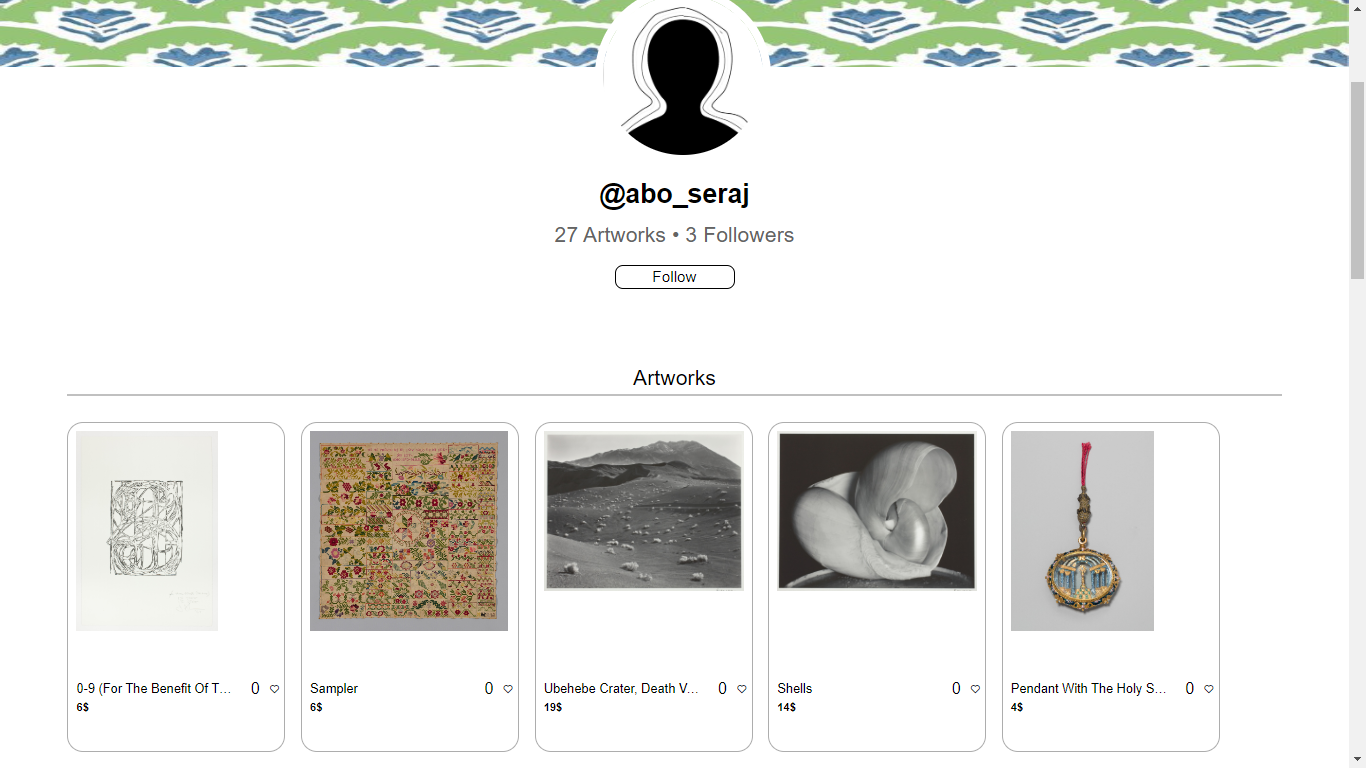 @abo_seraj
27 Artworks • 3 Followers
Follow
Artworks
0-9 (For The Benefit Of T... 0
6$
Sampler 0
6$
Ubehebe Crater, Death V... 0
19$
Shells 0
14$
Pendant With The Holy S... 0
4$